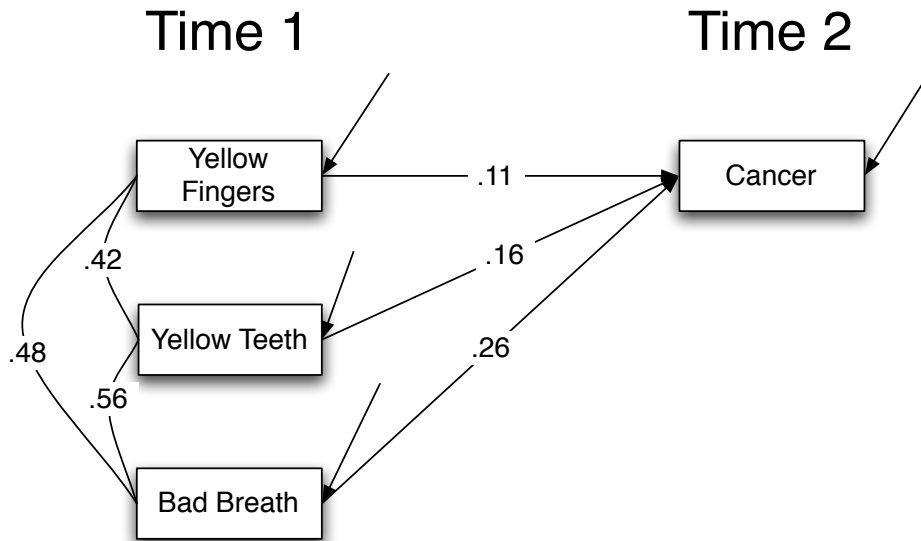 Time 1
Time 2
Yellow
Fingers
.11
Cancer
.42
.16
Yellow Teeth
.48
.26
.56
Bad Breath